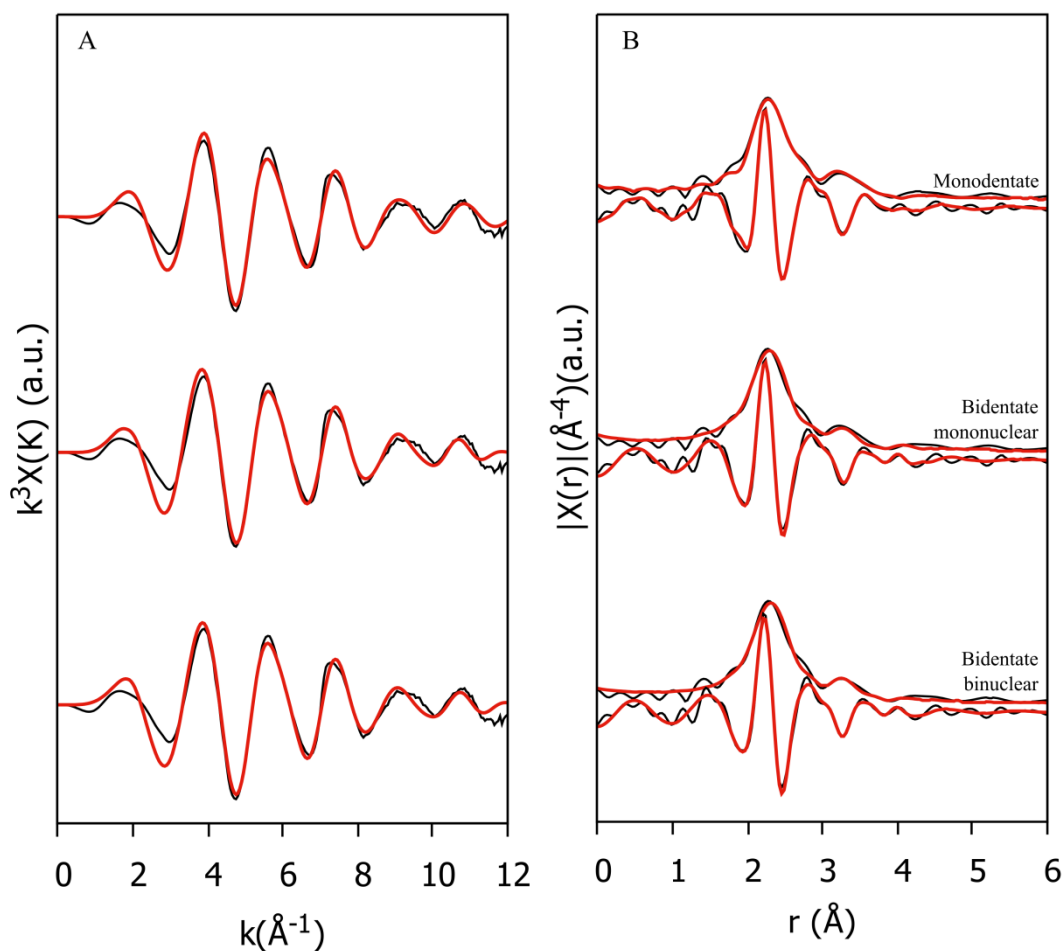 A
k³X(K) (a.u.)
0 2 4 6 8 10 12
k(Å⁻¹)
B
Monodentate
Bidentate
mononuclear
Bidentate
binuclear
|X(r)|(Å⁻⁴)(a.u.)
0 1 2 3 4 5 6
r (Å)